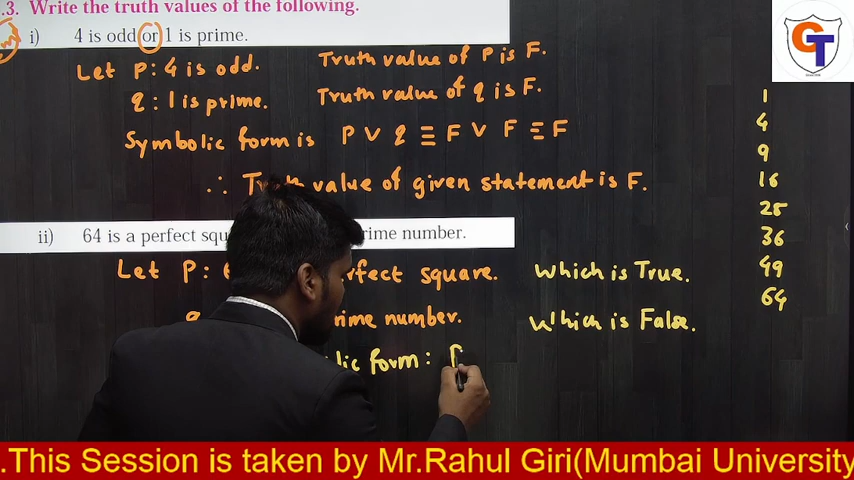 .3. Write the truth values of the following.
i) 4 is odd or 1 is prime.
Let P: 4 is odd. Truth value of P is F.
q : 1 is prime. Truth value of q is F.
Symbolic form is P ∨ q ≡ F ∨ F ≡ F
∴ Truth value of given statement is F.
ii) 64 is a perfect squ prime number.
Let P: rfect square. which is True.
rime number. which is False.
lic form: P
1
4
9
16
25
36
49
64
GT
.This Session is taken by Mr.Rahul Giri(Mumbai University